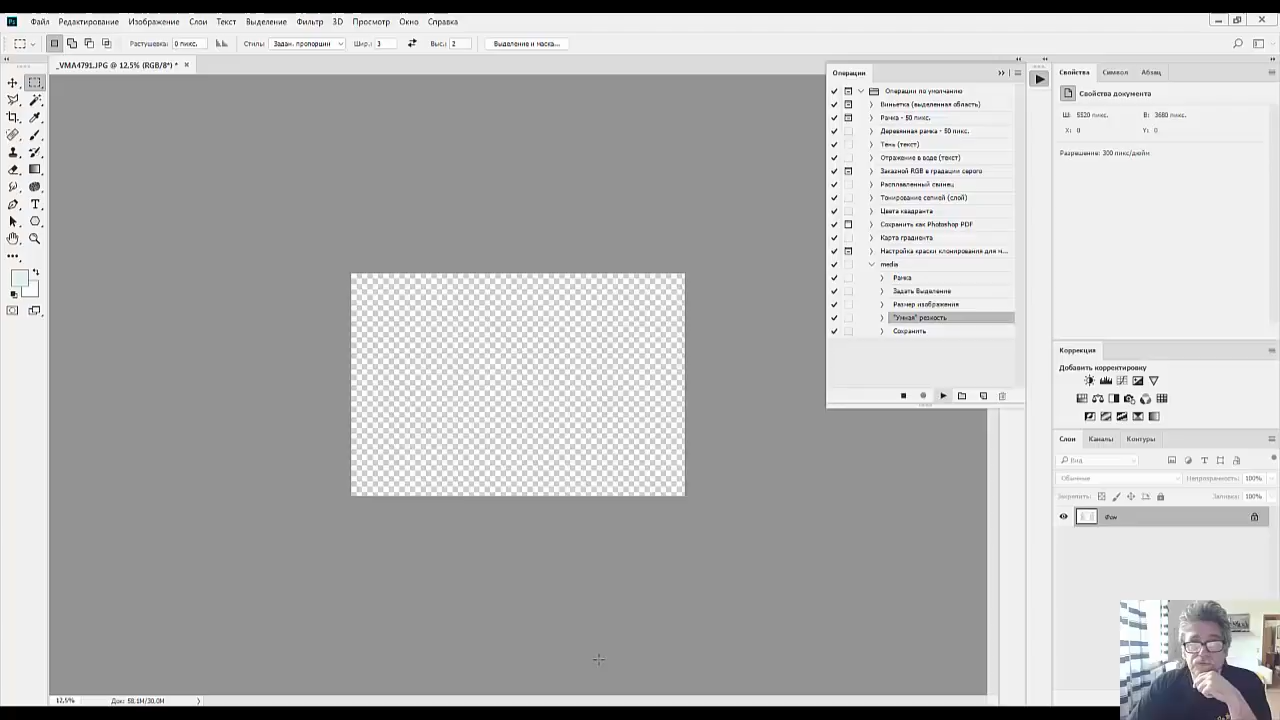 Файл Редактирование Изображение Слои Текст Выделение Фильтр 3D Просмотр Окно Справка
Растушевка: 0 пикс. Стили: Задан. пропорции Шир.: 3 Выс.: 2 Выделение и маска...
_VMA4791.JPG @ 12,5% (RGB/8*) * ×
Операции
Операции по умолчанию
Виньетка (выделенная область)
Рамка - 50 пикс.
Деревянная рамка - 50 пикс.
Тень (текст)
Отражение в воде (текст)
Заказной RGB в градации серого
Расплавленный свинец
Тонирование сепией (слой)
Цвета квадранта
Сохранить как Photoshop PDF
Карта градиента
Настройка краски клонирования для м...
media
Рамка
Задать Выделение
Размер изображения
"Умная" резкость
Сохранить
Свойства Символ Абзац
Свойства документа
Ш: 5520 пикс. В: 3680 пикс.
X: 0 Y: 0
Разрешение: 300 пикс/дюйм
Коррекция
Добавить корректировку
Слои Каналы Контуры
Вид
Обычные Непрозрачность: 100%
Закрепить: Заливка: 100%
Фон
12,5% Док: 58,1M/30,0M